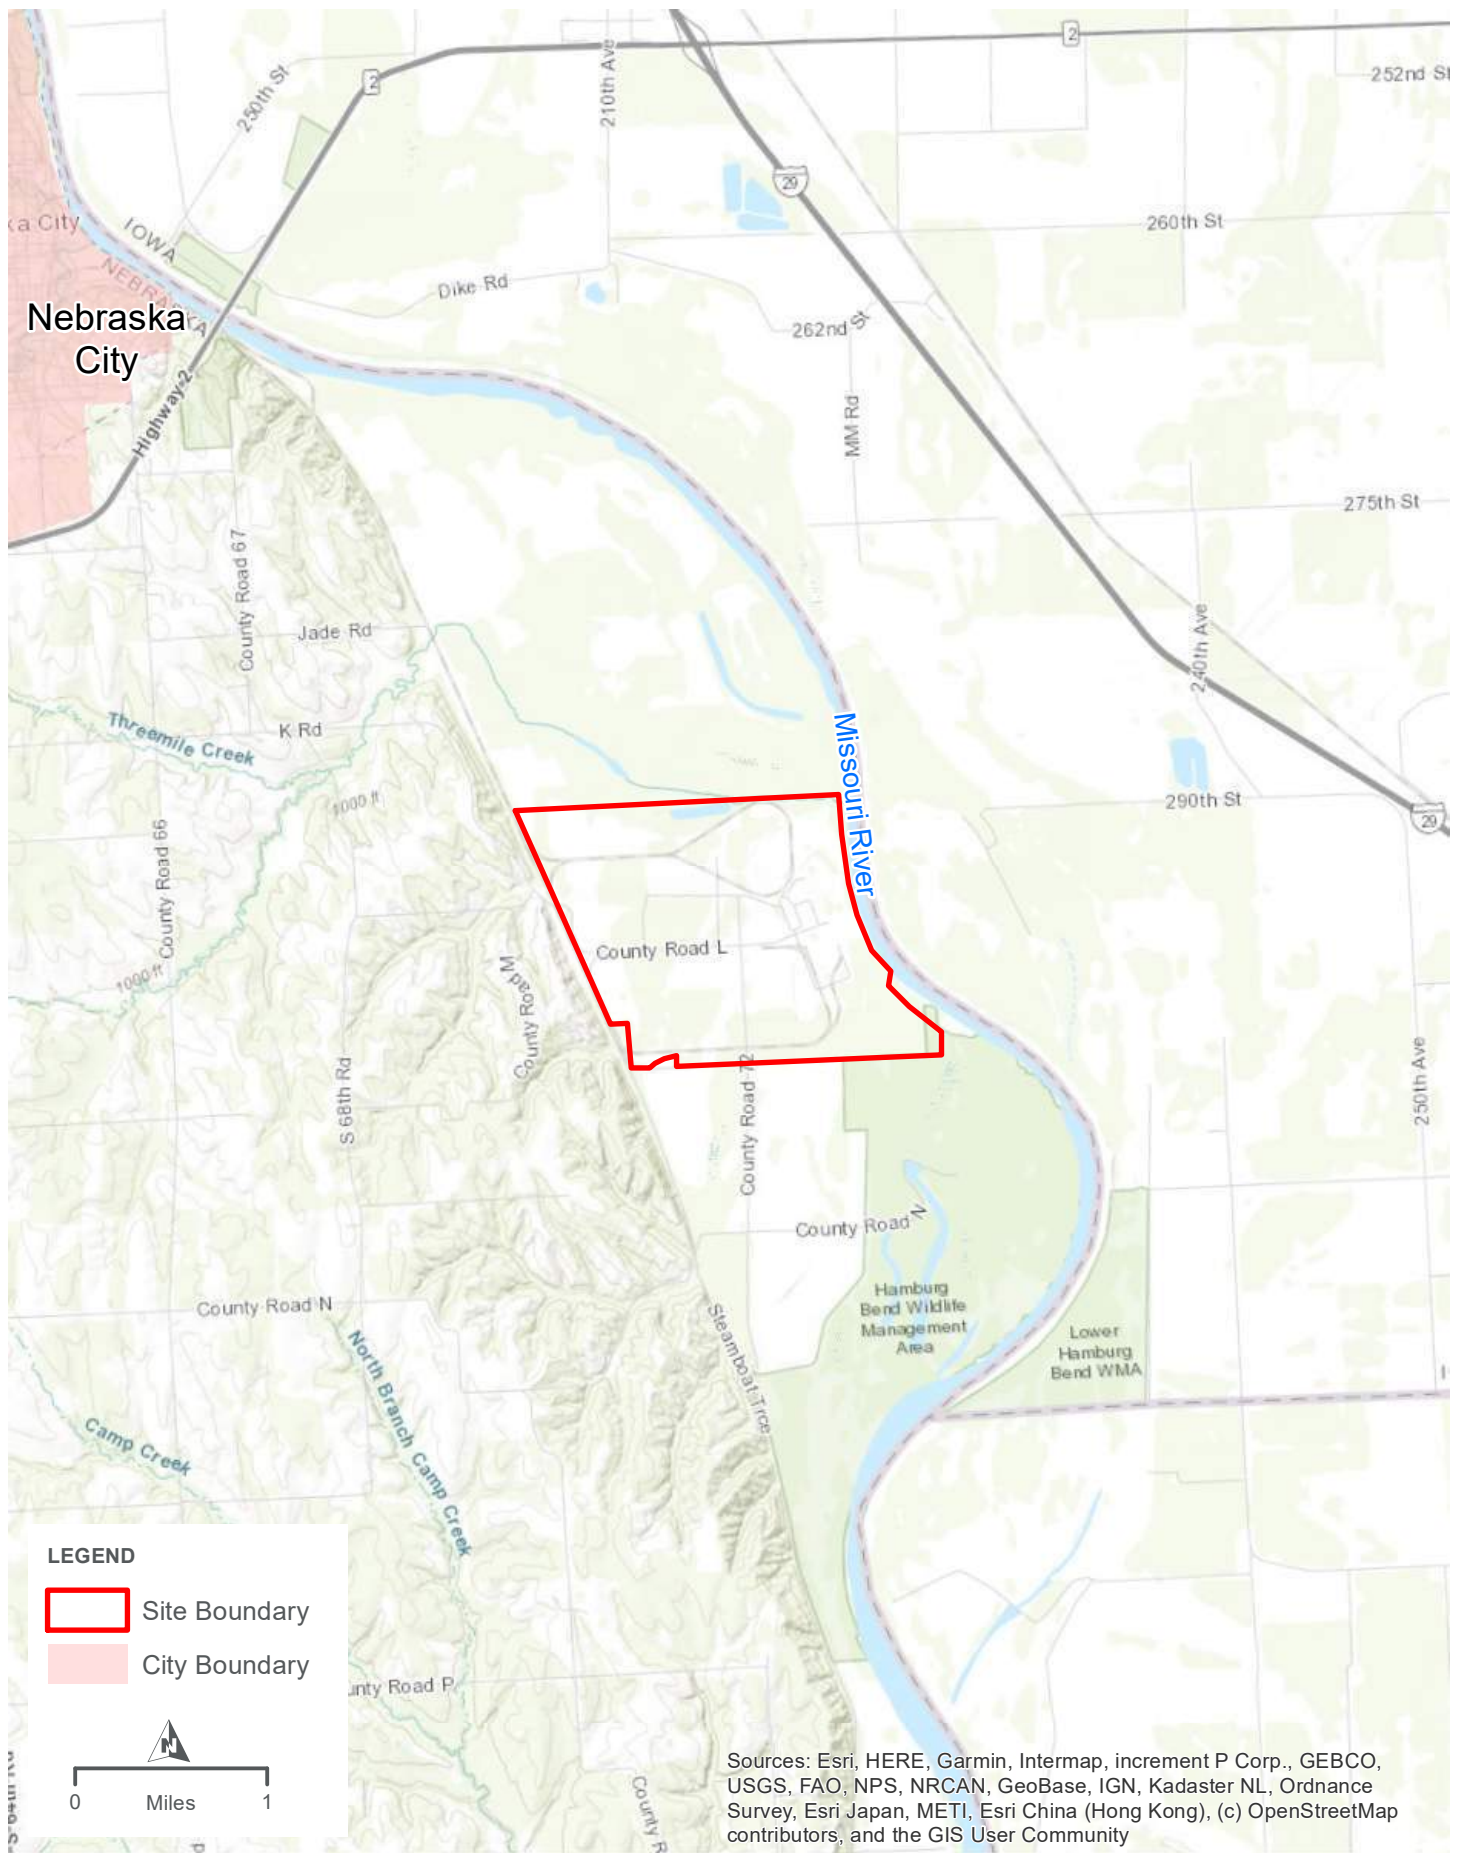 2
252nd St
250th St
210th Ave
2
29
260th St
ka City
IOWA
NEBRASKA
Dike Rd
Nebraska
City
262nd St
Highway 2
MM Rd
275th St
County Road 67
Jade Rd
240th Ave
Threemile Creek
K Rd
Missouri River
1000 ft
290th St
29
County Road 66
County Road L
County Road M
1000 ft
S 68th Rd
County Road 72
250th Ave
County Road N
Hamburg
Bend Wildlife
Management
Area
County Road N
Lower
Hamburg
Bend WMA
Steamboat Trce
North Branch Camp Creek
Camp Creek
LEGEND
Site Boundary
City Boundary
unty Road P
N
0 Miles 1
S 64th Rd
County R
Sources: Esri, HERE, Garmin, Intermap, increment P Corp., GEBCO,
USGS, FAO, NPS, NRCAN, GeoBase, IGN, Kadaster NL, Ordnance
Survey, Esri Japan, METI, Esri China (Hong Kong), (c) OpenStreetMap
contributors, and the GIS User Community